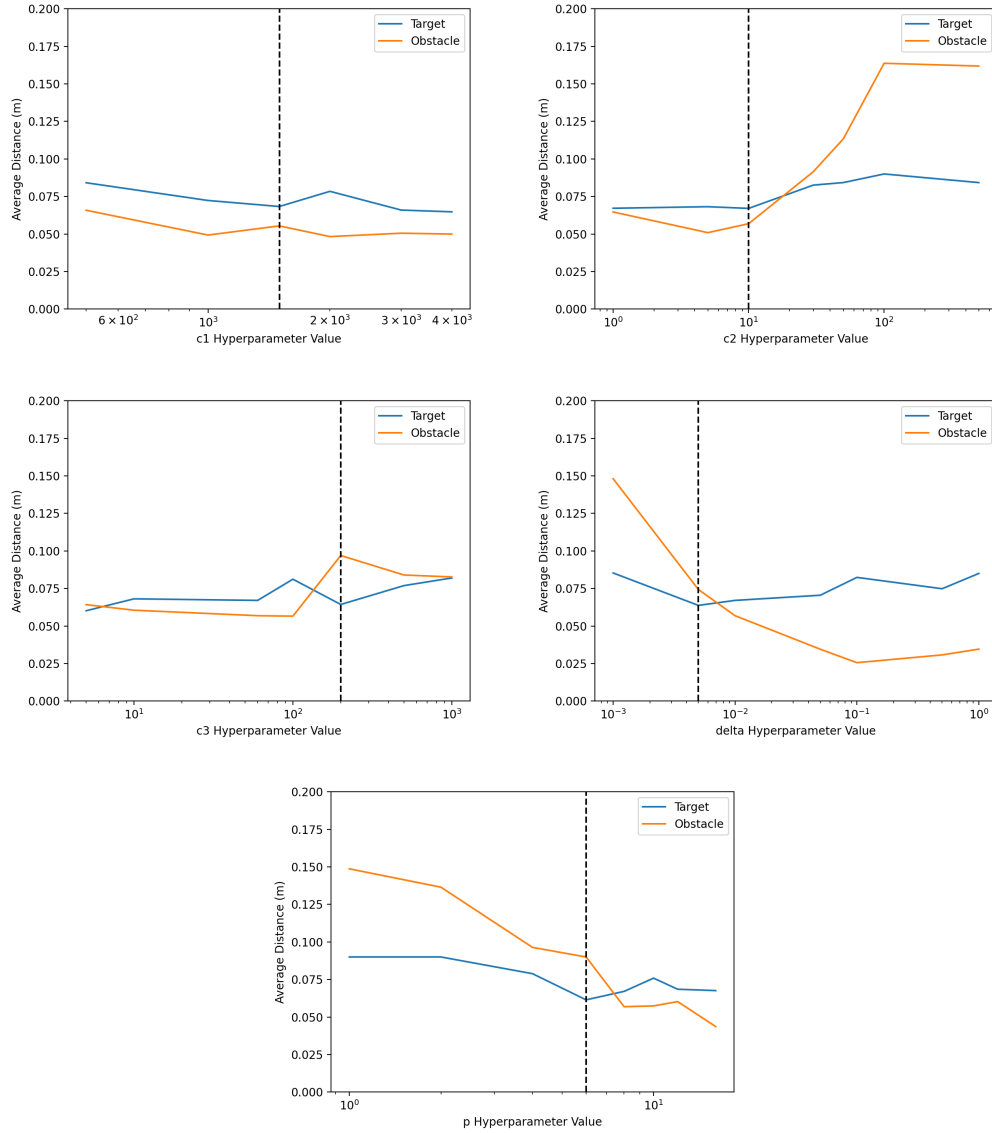 0.200
0.175
0.150
0.125
0.100
0.075
0.050
0.025
0.000
Average Distance (m)
Target
Obstacle
6 × 10²
10³
2 × 10³
3 × 10³
4 × 10³
c1 Hyperparameter Value
0.200
0.175
0.150
0.125
0.100
0.075
0.050
0.025
0.000
Average Distance (m)
Target
Obstacle
10⁰
10¹
10²
c2 Hyperparameter Value
0.200
0.175
0.150
0.125
0.100
0.075
0.050
0.025
0.000
Average Distance (m)
Target
Obstacle
10¹
10²
10³
c3 Hyperparameter Value
0.200
0.175
0.150
0.125
0.100
0.075
0.050
0.025
0.000
Average Distance (m)
Target
Obstacle
10⁻³
10⁻²
10⁻¹
10⁰
delta Hyperparameter Value
0.200
0.175
0.150
0.125
0.100
0.075
0.050
0.025
0.000
Average Distance (m)
Target
Obstacle
10⁰
10¹
p Hyperparameter Value